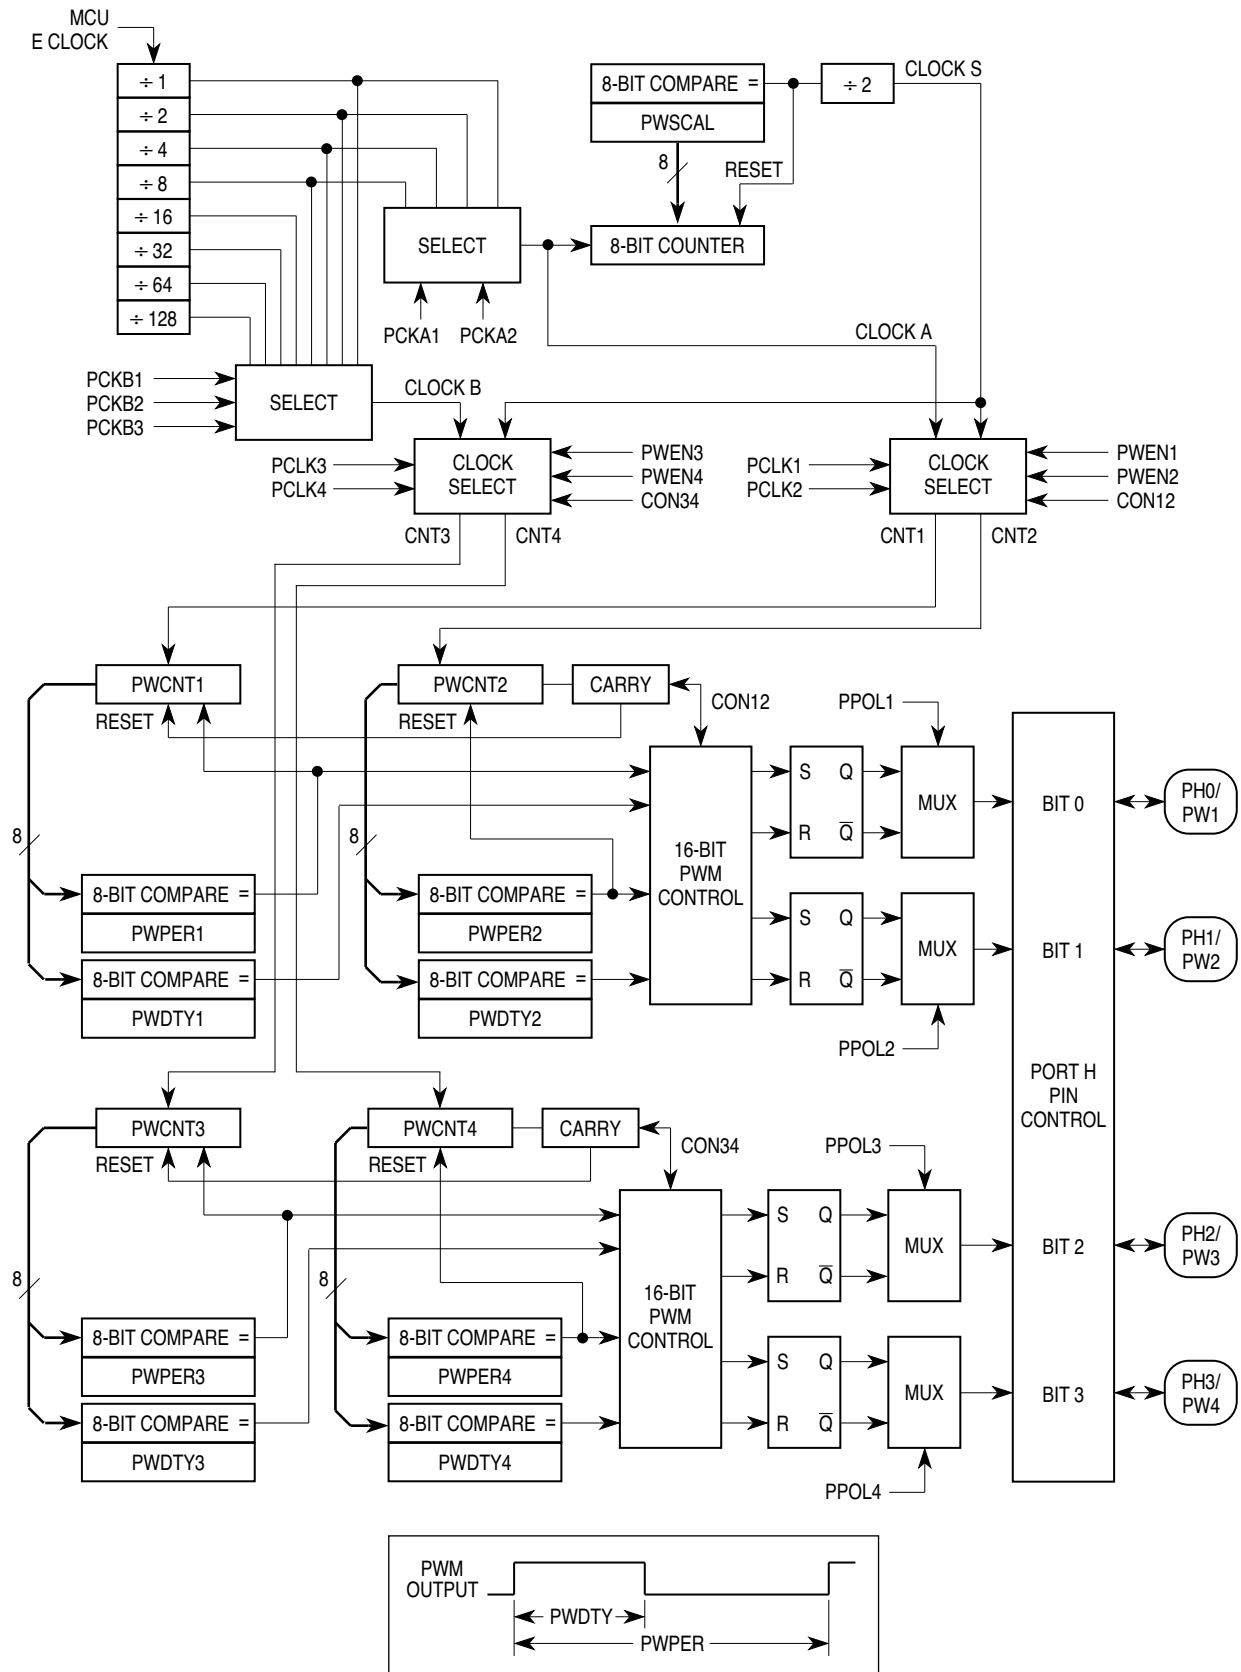 MCU
E CLOCK
÷ 1
÷ 2
÷ 4
÷ 8
÷ 16
÷ 32
÷ 64
÷ 128
8-BIT COMPARE =
PWSCAL
÷ 2
CLOCK S
8
RESET
SELECT
8-BIT COUNTER
PCKA1
PCKA2
CLOCK A
PCKB1
PCKB2
PCKB3
SELECT
CLOCK B
PCLK3
PCLK4
CLOCK
SELECT
PWEN3
PWEN4
CON34
PCLK1
PCLK2
CLOCK
SELECT
PWEN1
PWEN2
CON12
CNT3
CNT4
CNT1
CNT2
PWCNT1
RESET
PWCNT2
RESET
CARRY
CON12
PPOL1
8
8
8-BIT COMPARE =
PWPER1
8-BIT COMPARE =
PWDTY1
8-BIT COMPARE =
PWPER2
8-BIT COMPARE =
PWDTY2
16-BIT
PWM
CONTROL
S Q
R Q̅
MUX
S Q
R Q̅
MUX
PPOL2
BIT 0
BIT 1
PORT H
PIN
CONTROL
BIT 2
BIT 3
PH0/
PW1
PH1/
PW2
PH2/
PW3
PH3/
PW4
PWCNT3
RESET
PWCNT4
RESET
CARRY
CON34
PPOL3
8
8
8-BIT COMPARE =
PWPER3
8-BIT COMPARE =
PWDTY3
8-BIT COMPARE =
PWPER4
8-BIT COMPARE =
PWDTY4
16-BIT
PWM
CONTROL
S Q
R Q̅
MUX
S Q
R Q̅
MUX
PPOL4
PWM
OUTPUT
PWDTY
PWPER